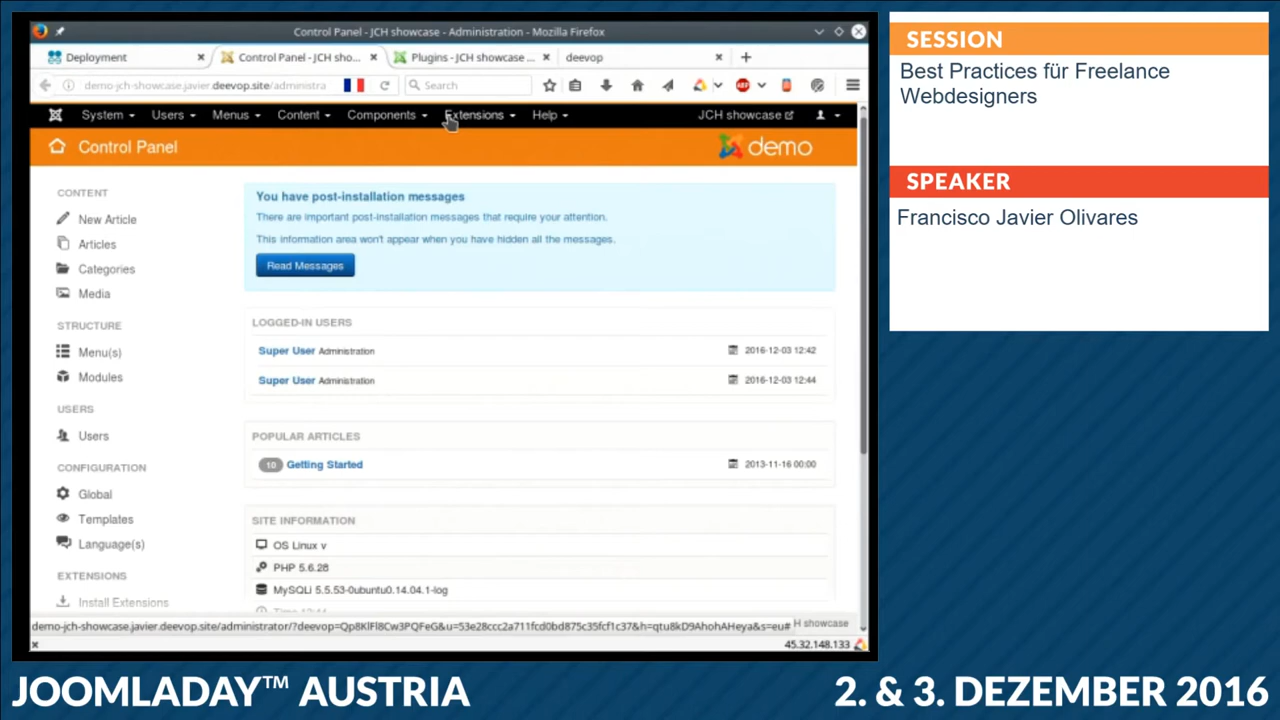 Control Panel - JCH showcase - Administration - Mozilla Firefox
Deployment
Control Panel - JCH sho...
Plugins - JCH showcase ...
deevop
demo-jch-showcase.javier.deevop.site/administra
Search
System
Users
Menus
Content
Components
Extensions
Help
JCH showcase
Control Panel
demo
CONTENT
New Article
Articles
Categories
Media
STRUCTURE
Menu(s)
Modules
USERS
Users
CONFIGURATION
Global
Templates
Language(s)
EXTENSIONS
Install Extensions
You have post-installation messages
There are important post-installation messages that require your attention.
This information area won't appear when you have hidden all the messages.
Read Messages
LOGGED-IN USERS
Super User Administration 2016-12-03 12:42
Super User Administration 2016-12-03 12:44
POPULAR ARTICLES
10 Getting Started 2013-11-16 00:00
SITE INFORMATION
OS Linux v
PHP 5.6.28
MySQLi 5.5.53-0ubuntu0.14.04.1-log
Time 12:44
demo-jch-showcase.javier.deevop.site/administrator/?deevop=Qp8KlFl8Cw3PQFeG&u=53e28ccc2a711fcd0bd875c35fcf1c37&h=qtu8kD9AhohAHeya&s=eu#
H showcase
45.32.148.133
SESSION
Best Practices für Freelance
Webdesigners
SPEAKER
Francisco Javier Olivares
JOOMLADAY™ AUSTRIA
2. & 3. DEZEMBER 2016